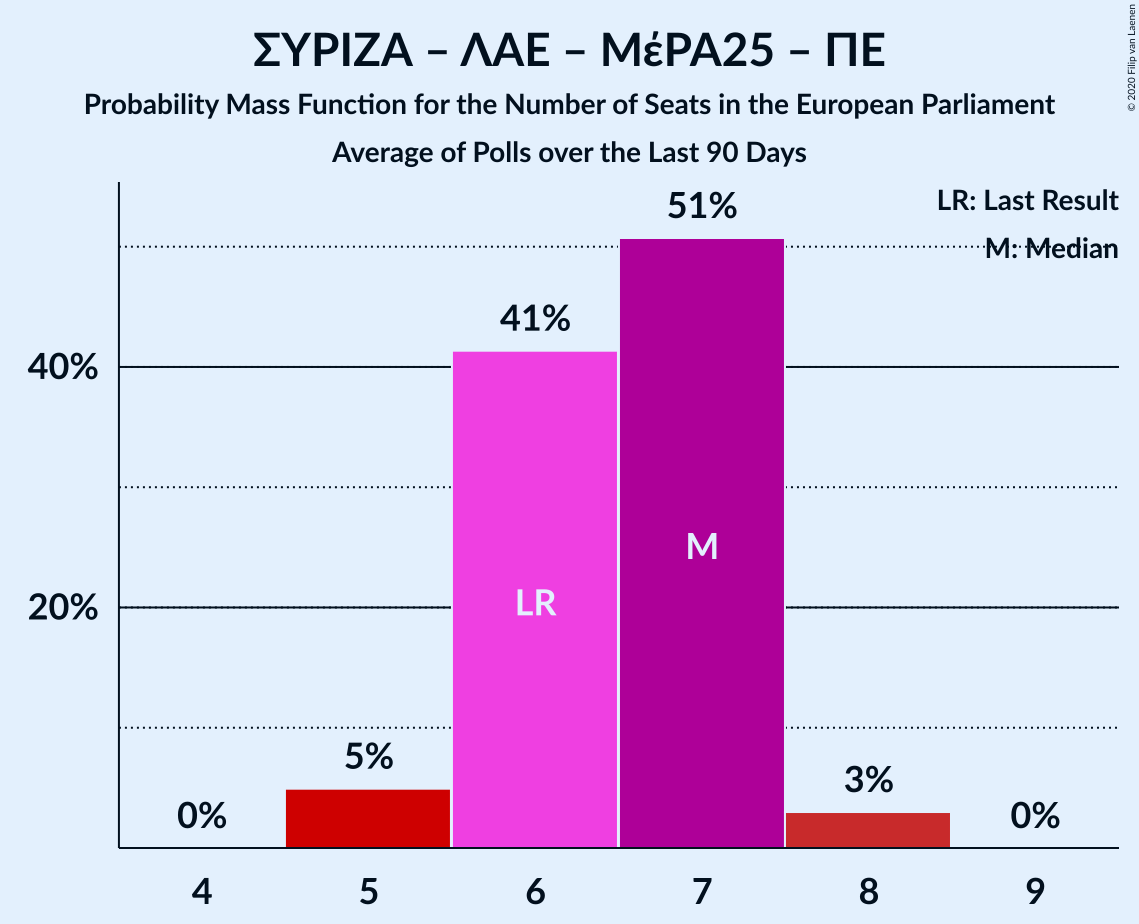 ΣΥΡΙΖΑ – ΛΑΕ – ΜέΡΑ25 – ΠΕ
Probability Mass Function for the Number of Seats in the European Parliament
Average of Polls over the Last 90 Days
© 2020 Filip van Laenen
LR: Last Result
M: Median
51%
41%
40%
M
LR
20%
5%
3%
0%
0%
4 5 6 7 8 9